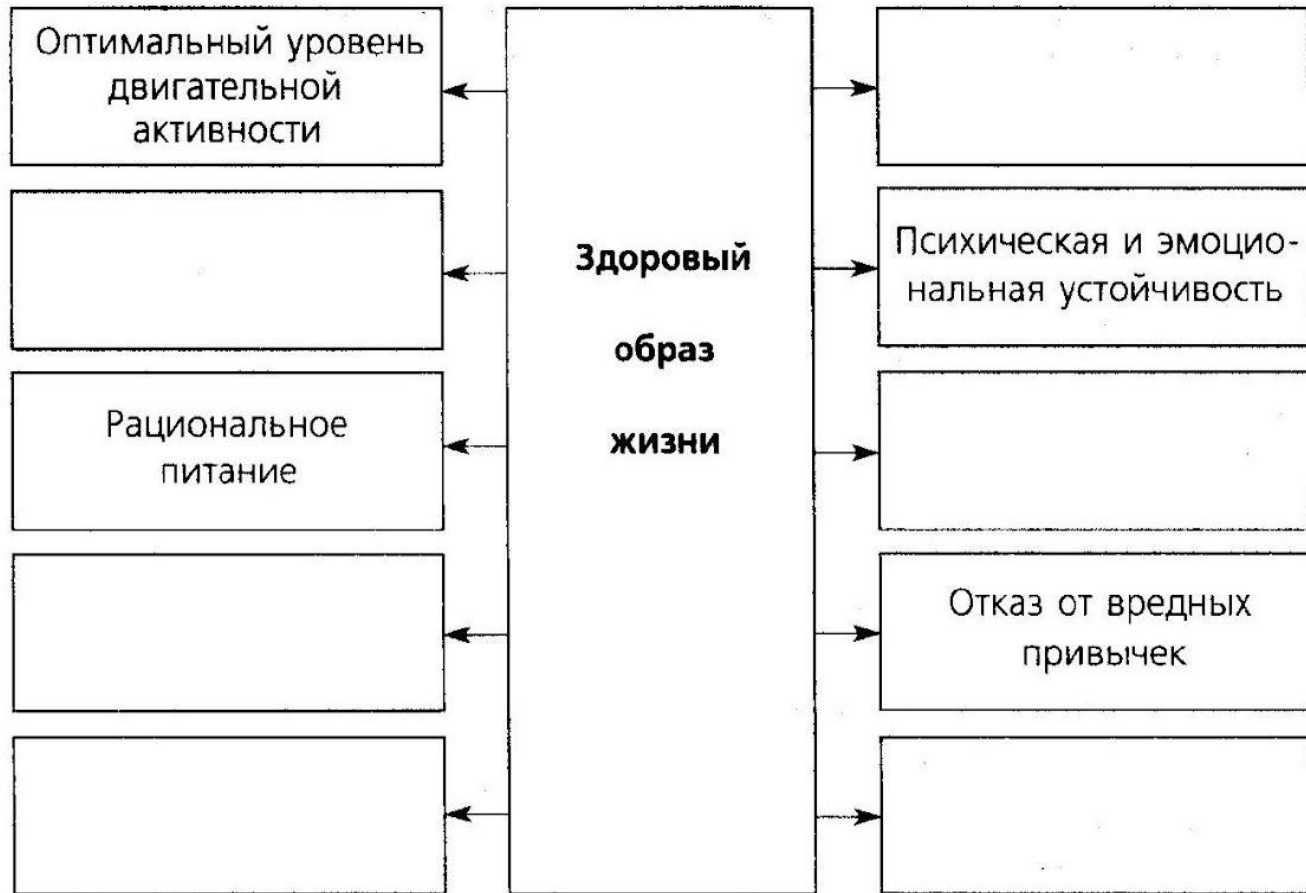 Оптимальный уровень
двигательной
активности
Здоровый
образ
жизни
Психическая и эмоцио-
нальная устойчивость
Рациональное
питание
Отказ от вредных
привычек